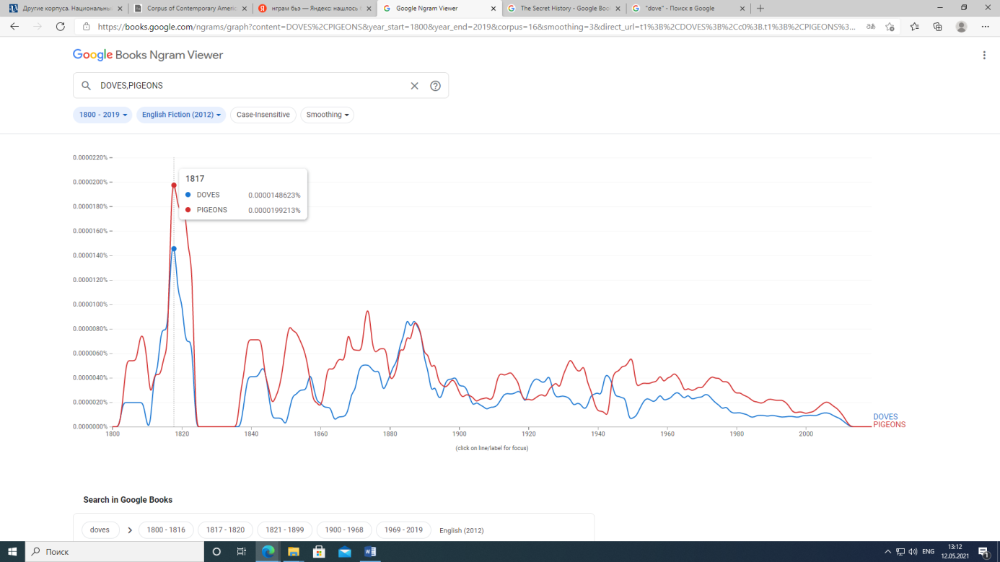 Другие корпуса. Национальны
Corpus of Contemporary Americ
нграм бьэ — Яндекс: нашлось
Google Ngram Viewer
The Secret History - Google Boo
"dove" - Поиск в Google
https://books.google.com/ngrams/graph?content=DOVES%2CPIGEONS&year_start=1800&year_end=2019&corpus=16&smoothing=3&direct_url=t1%3B%2CDOVES%3B%2Cc0%3B.t1%3B%2CPIGEONS%3...
Google Books Ngram Viewer
DOVES,PIGEONS
1800 - 2019
English Fiction (2012)
Case-Insensitive
Smoothing
0.0000220%
0.0000200%
0.0000180%
0.0000160%
0.0000140%
0.0000120%
0.0000100%
0.0000080%
0.0000060%
0.0000040%
0.0000020%
0.0000000%
1817
DOVES 0.0000148623%
PIGEONS 0.0000199213%
DOVES
PIGEONS
1800 1820 1840 1860 1880 1900 1920 1940 1960 1980 2000
(click on line/label for focus)
Search in Google Books
doves 1800 - 1816 1817 - 1820 1821 - 1899 1900 - 1968 1969 - 2019 English (2012)
Поиск
ENG
13:12
12.05.2021
1